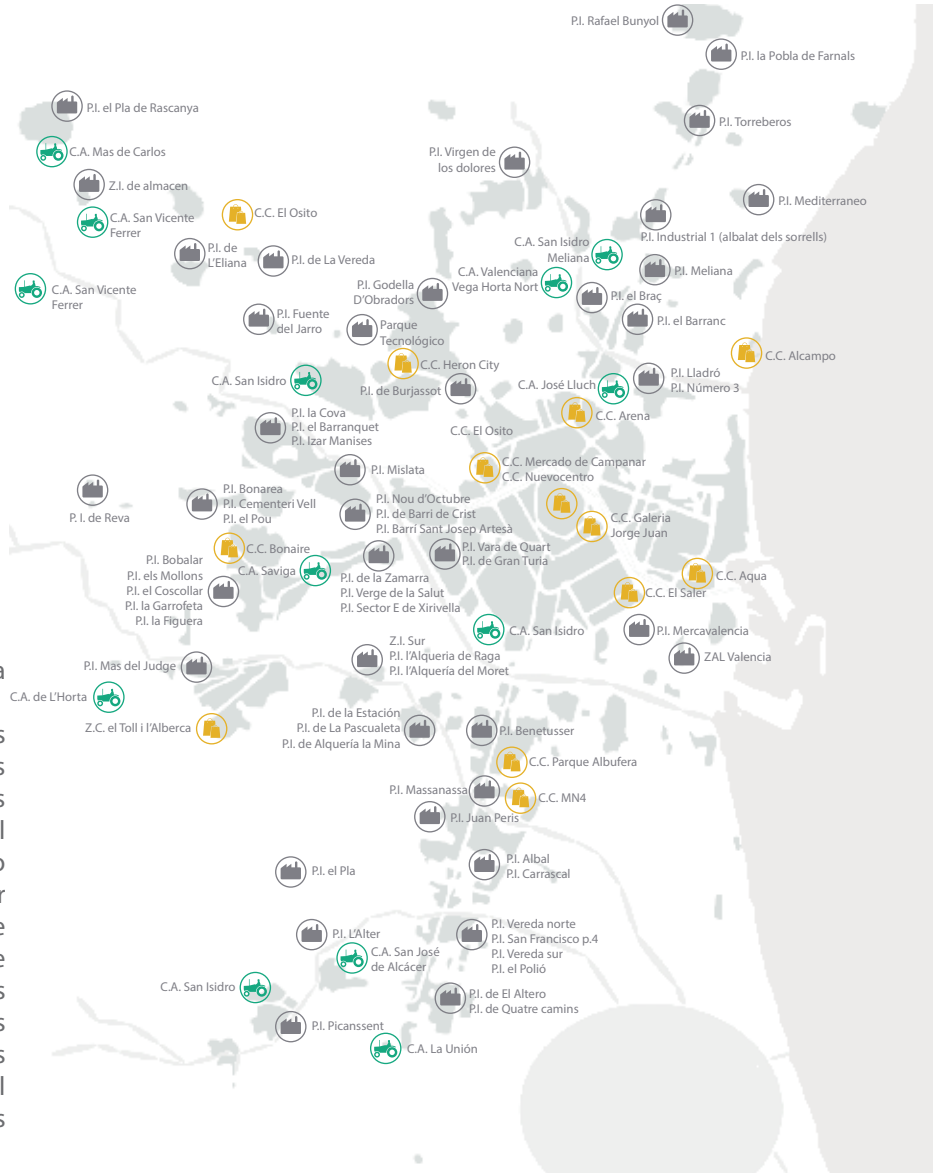 P.I. Rafael Bunyol
P.I. la Pobla de Farnals
P.I. el Pla de Rascanya
P.I. Torreberos
C.A. Mas de Carlos
P.I. Virgen de
los dolores
Z.I. de almacen
P.I. Mediterraneo
C.C. El Osito
C.A. San Vicente
Ferrer
P.I. Industrial 1 (albalat dels sorrells)
C.A. San Isidro
Meliana
P.I. de
L'Eliana
P.I. de La Vereda
P.I. Meliana
C.A. Valenciana
Vega Horta Nort
C.A. San Vicente
Ferrer
P.I. Godella
D'Obradors
P.I. el Braç
P.I. Fuente
del Jarro
P.I. el Barranc
Parque
Tecnológico
C.C. Alcampo
C.C. Heron City
P.I. Lladró
P.I. Número 3
C.A. San Isidro
P.I. de Burjassot
C.A. José Lluch
C.C. Arena
P.I. la Cova
P.I. el Barranquet
P.I. Izar Manises
C.C. El Osito
P.I. Mislata
C.C. Mercado de Campanar
C.C. Nuevocentro
P. I. de Reva
P.I. Bonarea
P.I. Cementeri Vell
P.I. el Pou
P.I. Nou d'Octubre
P.I. de Barri de Crist
P.I. Barrí Sant Josep Artesà
C.C. Galeria
Jorge Juan
C.C. Bonaire
P.I. Vara de Quart
P.I. de Gran Turia
P.I. Bobalar
P.I. els Mollons
P.I. el Coscollar
P.I. la Garrofeta
P.I. la Figuera
C.A. Saviga
P.I. de la Zamarra
P.I. Verge de la Salut
P.I. Sector E de Xirivella
C.C. Aqua
C.C. El Saler
C.A. San Isidro
P.I. Mercavalencia
Z.I. Sur
P.I. l'Alqueria de Raga
P.I. l'Alquería del Moret
ZAL Valencia
P.I. Mas del Judge
C.A. de L'Horta
Z.C. el Toll i l'Alberca
P.I. de la Estación
P.I. de La Pascualeta
P.I. de Alquería la Mina
P.I. Benetusser
C.C. Parque Albufera
P.I. Massanassa
C.C. MN4
P.I. Juan Peris
P.I. el Pla
P.I. Albal
P.I. Carrascal
P.I. L'Alter
P.I. Vereda norte
P.I. San Francisco p.4
P.I. Vereda sur
P.I. el Polió
C.A. San José
de Alcácer
C.A. San Isidro
P.I. de El Altero
P.I. de Quatre camins
P.I. Picanssent
C.A. La Unión